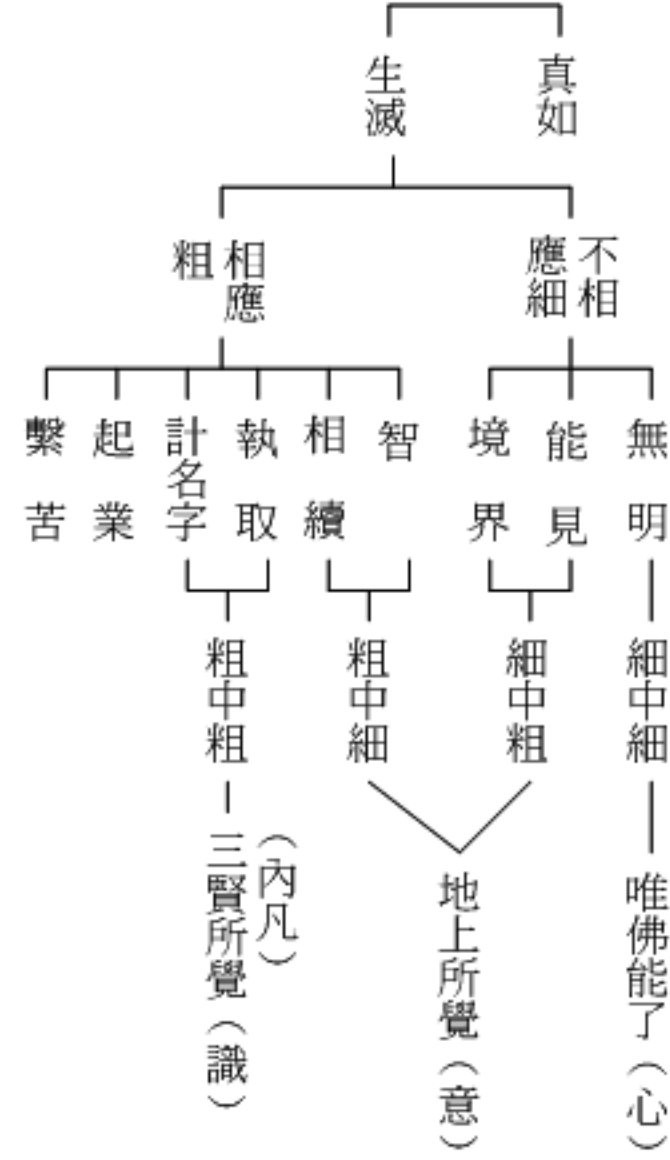 真如
生滅
不相
應細
相應
粗
無明
能見
境界
智
相續
執取
計名字
起業
繫苦
細中細
細中粗
粗中細
粗中粗
唯佛能了（心）
地上所覺（意）
（內凡）
三賢所覺（識）